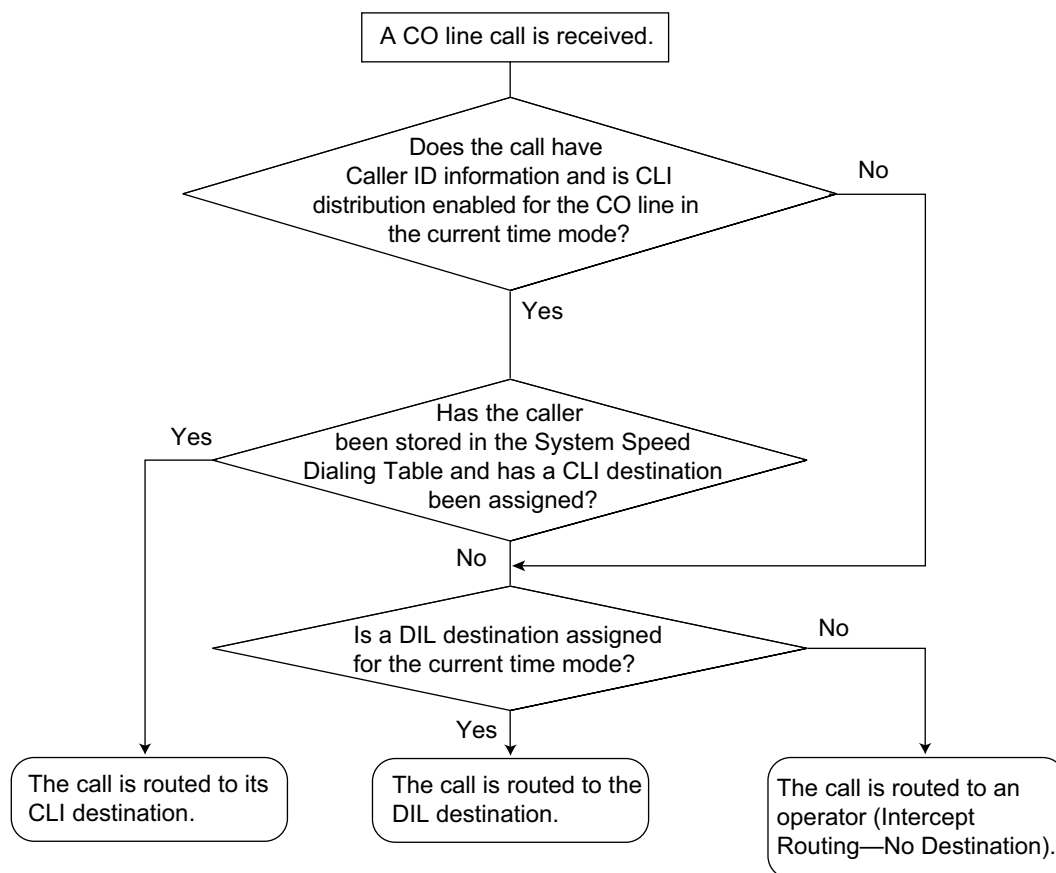 A CO line call is received.
Does the call have
Caller ID information and is CLI
distribution enabled for the CO line in
the current time mode?
No
Yes
Has the caller
been stored in the System Speed
Dialing Table and has a CLI destination
been assigned?
Yes
No
Is a DIL destination assigned
for the current time mode?
No
Yes
The call is routed to its
CLI destination.
The call is routed to the
DIL destination.
The call is routed to an
operator (Intercept
Routing—No Destination).